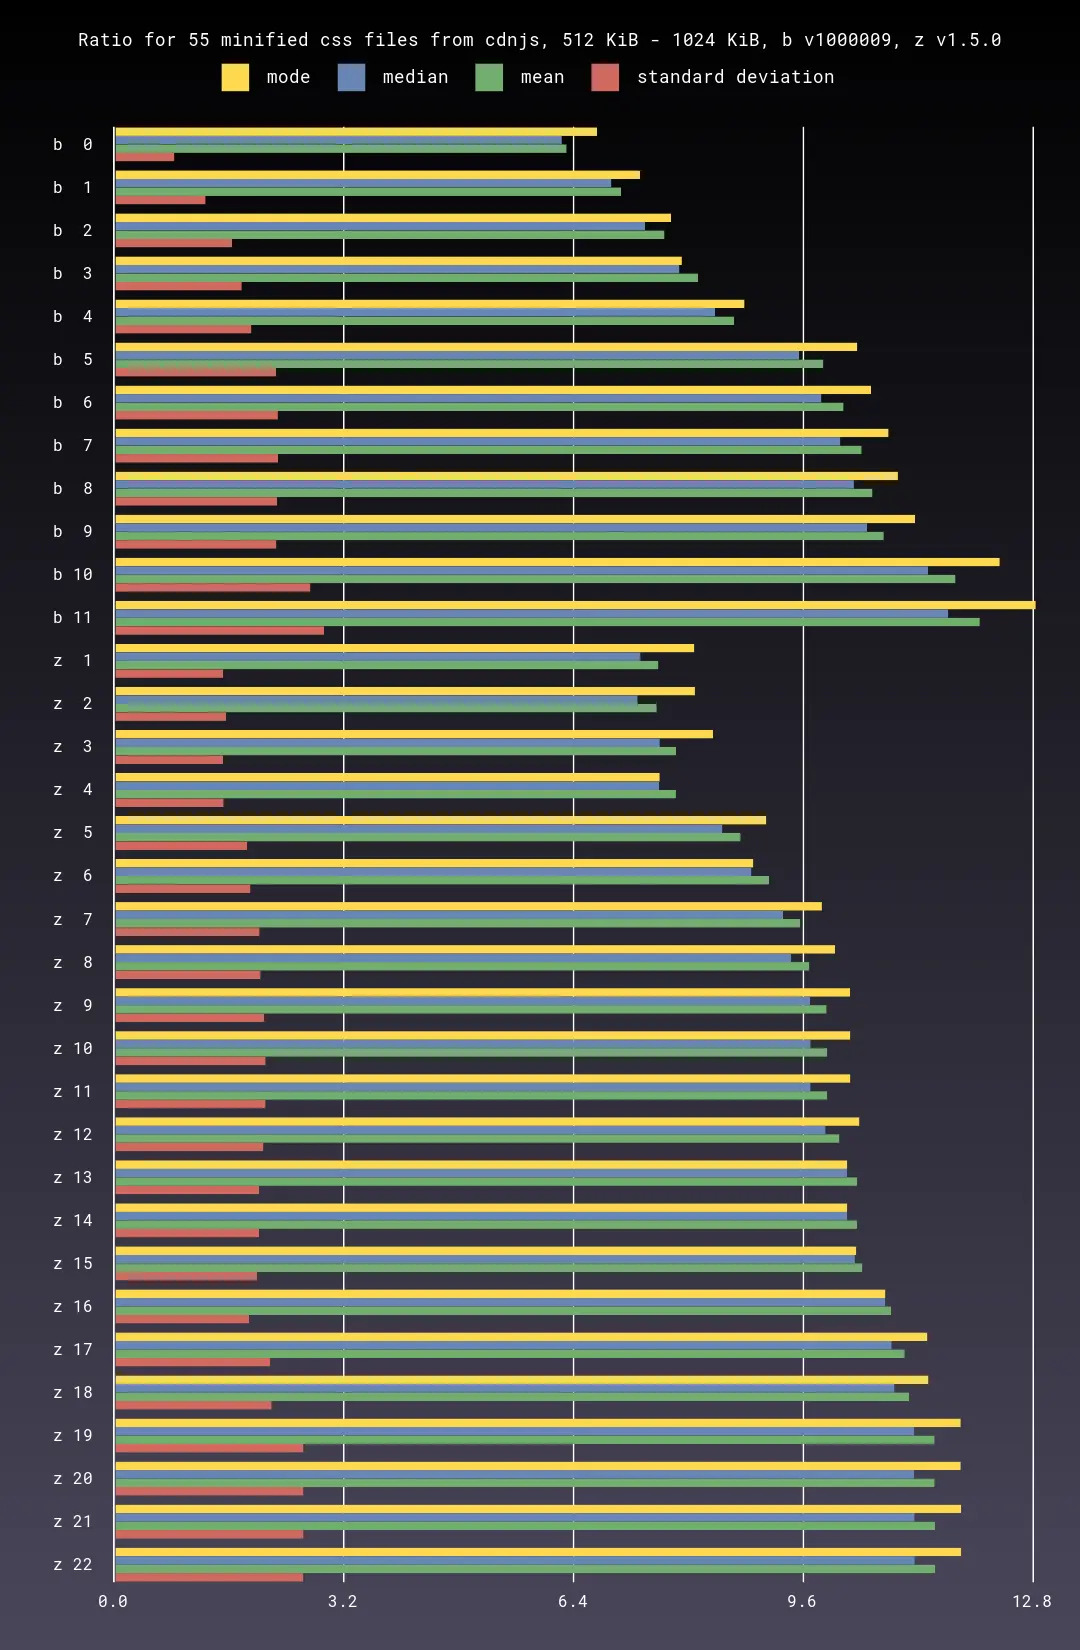 Ratio for 55 minified css files from cdnjs, 512 KiB - 1024 KiB, b v1000009, z v1.5.0
mode median mean standard deviation
b 0
b 1
b 2
b 3
b 4
b 5
b 6
b 7
b 8
b 9
b 10
b 11
z 1
z 2
z 3
z 4
z 5
z 6
z 7
z 8
z 9
z 10
z 11
z 12
z 13
z 14
z 15
z 16
z 17
z 18
z 19
z 20
z 21
z 22
0.0 3.2 6.4 9.6 12.8